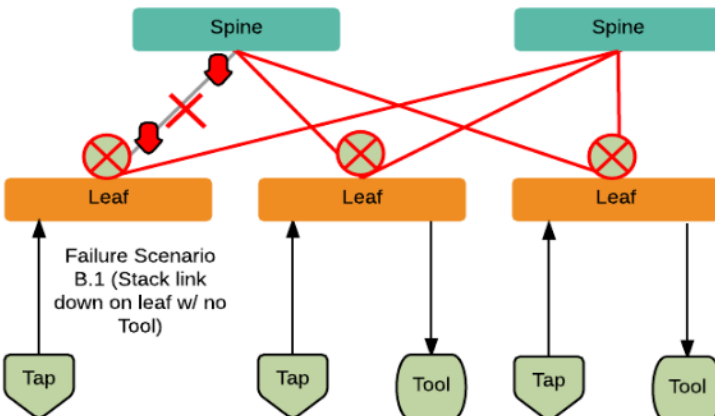 Spine
Spine
Leaf
Leaf
Leaf
Failure Scenario
B.1 (Stack link
down on leaf w/ no
Tool)
Tap
Tap
Tool
Tap
Tool